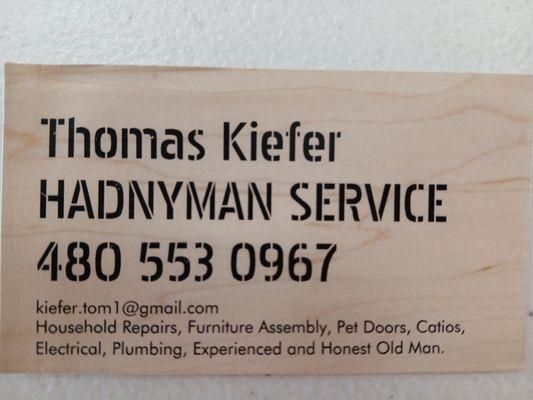 Thomas Kiefer
HADNYMAN SERVICE
480 553 0967
kiefer.tom1@gmail.com
Household Repairs, Furniture Assembly, Pet Doors, Catios,
Electrical, Plumbing, Experienced and Honest Old Man.